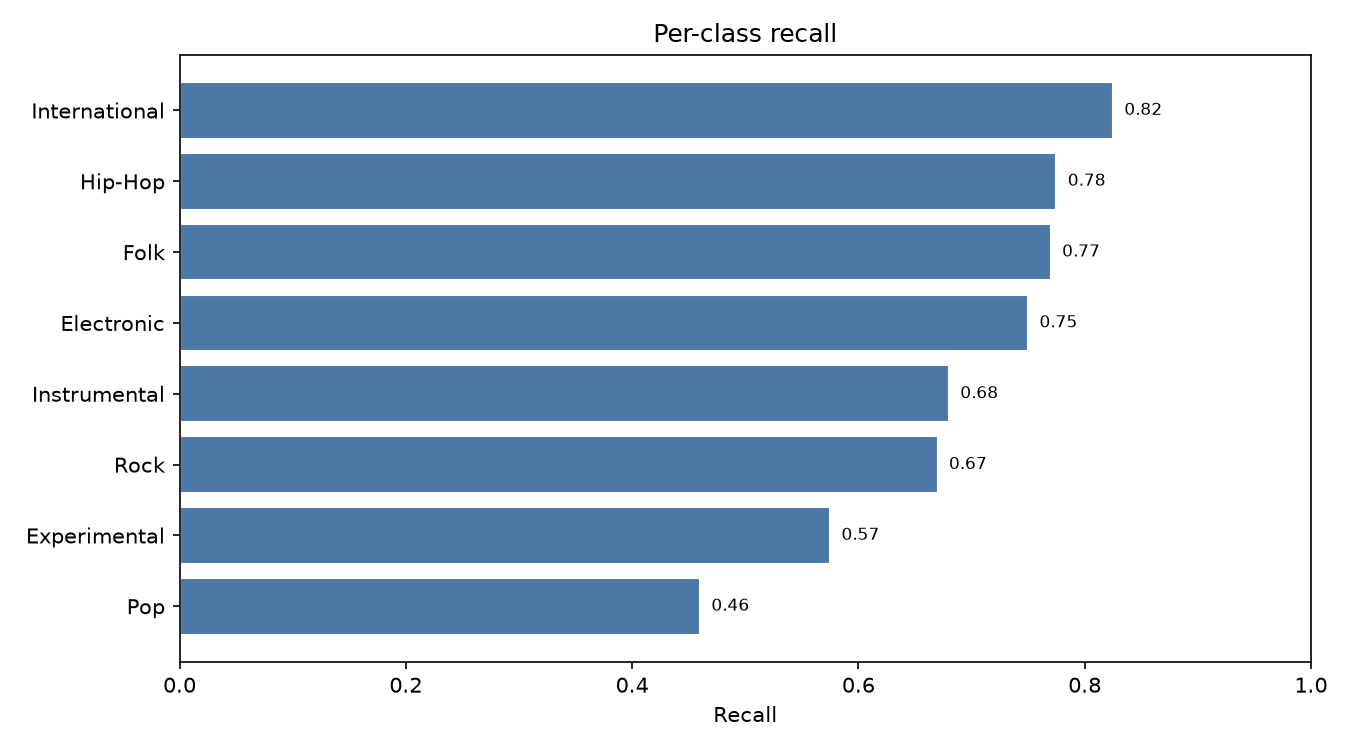 Per-class recall
International 0.82
Hip-Hop 0.78
Folk 0.77
Electronic 0.75
Instrumental 0.68
Rock 0.67
Experimental 0.57
Pop 0.46
0.0 0.2 0.4 0.6 0.8 1.0
Recall